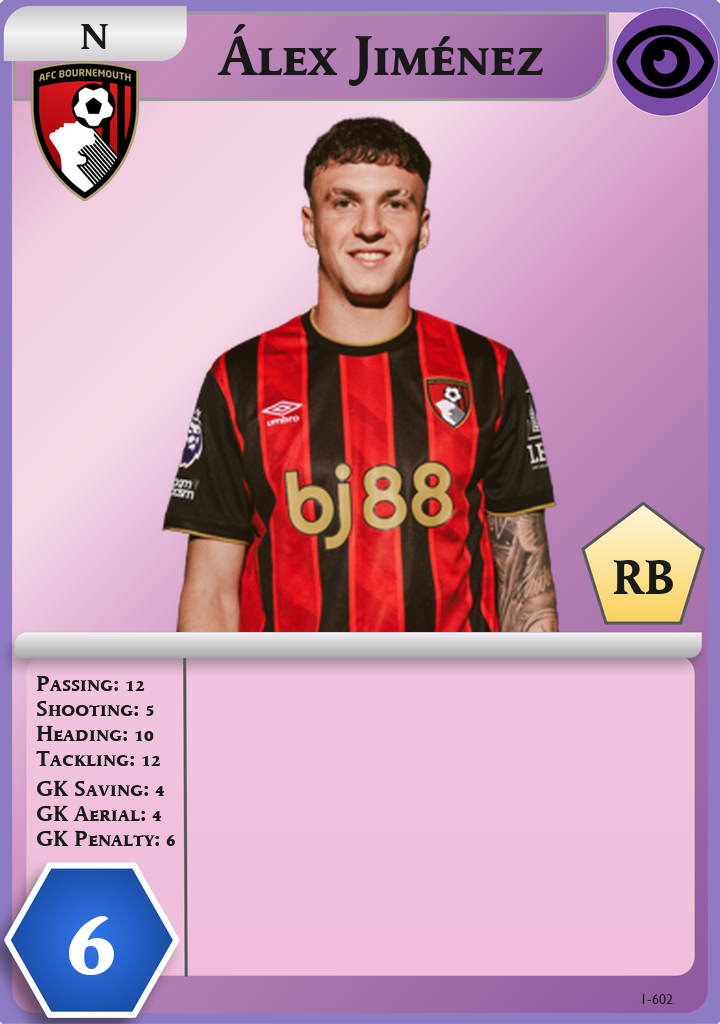 N
Álex Jiménez
AFC BOURNEMOUTH
umbro
bj88
RB
Passing: 12
Shooting: 5
Heading: 10
Tackling: 12
GK Saving: 4
GK Aerial: 4
GK Penalty: 6
6
1-602